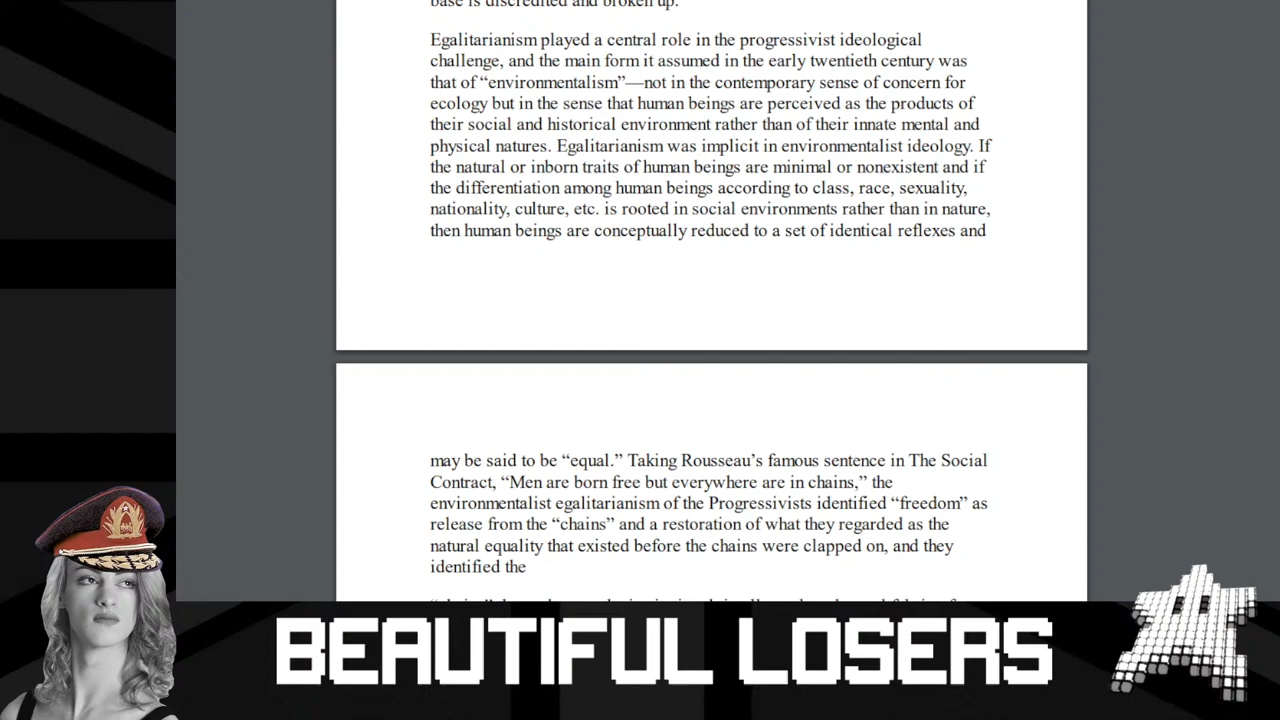 base is discredited and broken up.
Egalitarianism played a central role in the progressivist ideological
challenge, and the main form it assumed in the early twentieth century was
that of “environmentalism”—not in the contemporary sense of concern for
ecology but in the sense that human beings are perceived as the products of
their social and historical environment rather than of their innate mental and
physical natures. Egalitarianism was implicit in environmentalist ideology. If
the natural or inborn traits of human beings are minimal or nonexistent and if
the differentiation among human beings according to class, race, sexuality,
nationality, culture, etc. is rooted in social environments rather than in nature,
then human beings are conceptually reduced to a set of identical reflexes and
may be said to be “equal.” Taking Rousseau’s famous sentence in The Social
Contract, “Men are born free but everywhere are in chains,” the
environmentalist egalitarianism of the Progressivists identified “freedom” as
release from the “chains” and a restoration of what they regarded as the
natural equality that existed before the chains were clapped on, and they
identified the
BEAUTIFUL LOSERS